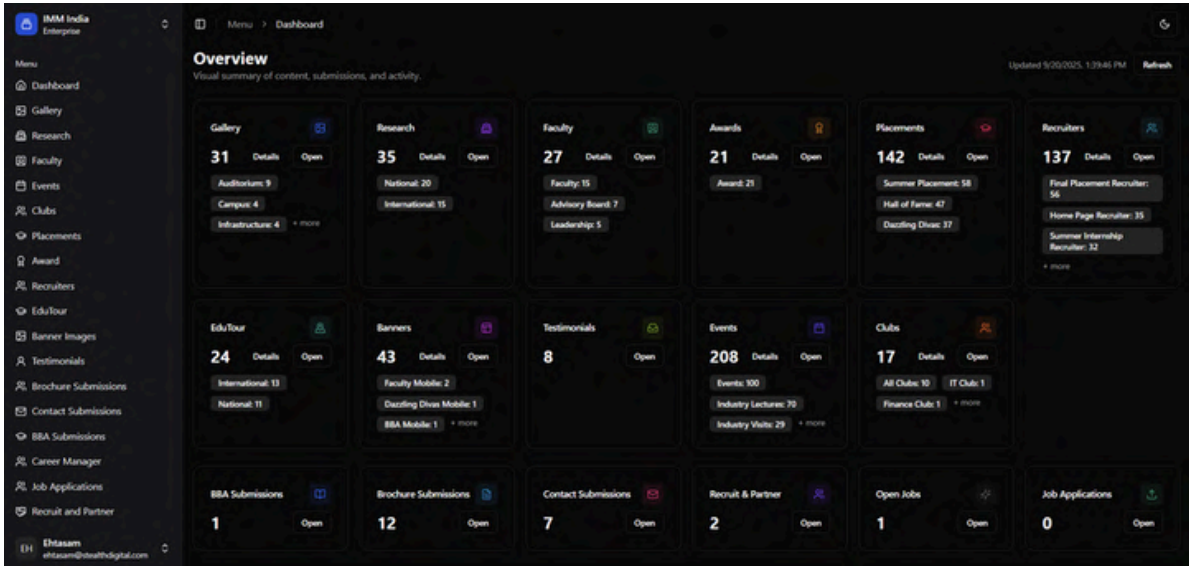 IMM India
Enterprise
Menu
Dashboard
Gallery
Research
Faculty
Events
Clubs
Placements
Award
Recruiters
EduTour
Banner Images
Testimonials
Brochure Submissions
Contact Submissions
BBA Submissions
Career Manager
Job Applications
Recruit and Partner
EH
Ehtasam
ehtasam@stealthdigital.com
Menu > Dashboard
Overview
Visual summary of content, submissions, and activity.
Updated 9/20/2025, 1:39:46 PM Refresh
Gallery
31 Details Open
Auditorium: 9
Campus: 4
Infrastructure: 4 + more
Research
35 Details Open
National: 20
International: 15
Faculty
27 Details Open
Faculty: 15
Advisory Board: 7
Leadership: 5
Awards
21 Details Open
Award: 21
Placements
142 Details Open
Summer Placement: 58
Hall of Fame: 47
Dazzling Divas: 37
Recruiters
137 Details Open
Final Placement Recruiter:
56
Home Page Recruiter: 35
Summer Internship
Recruiter: 32
+ more
EduTour
24 Details Open
International: 13
National: 11
Banners
43 Details Open
Faculty Mobile: 2
Dazzling Divas Mobile: 1
BBA Mobile: 1 + more
Testimonials
8 Open
Events
208 Details Open
Events: 100
Industry Lectures: 70
Industry Visits: 29 + more
Clubs
17 Details Open
All Clubs: 10 IT Club: 1
Finance Club: 1 + more
BBA Submissions
1 Open
Brochure Submissions
12 Open
Contact Submissions
7 Open
Recruit & Partner
2 Open
Open Jobs
1 Open
Job Applications
0 Open